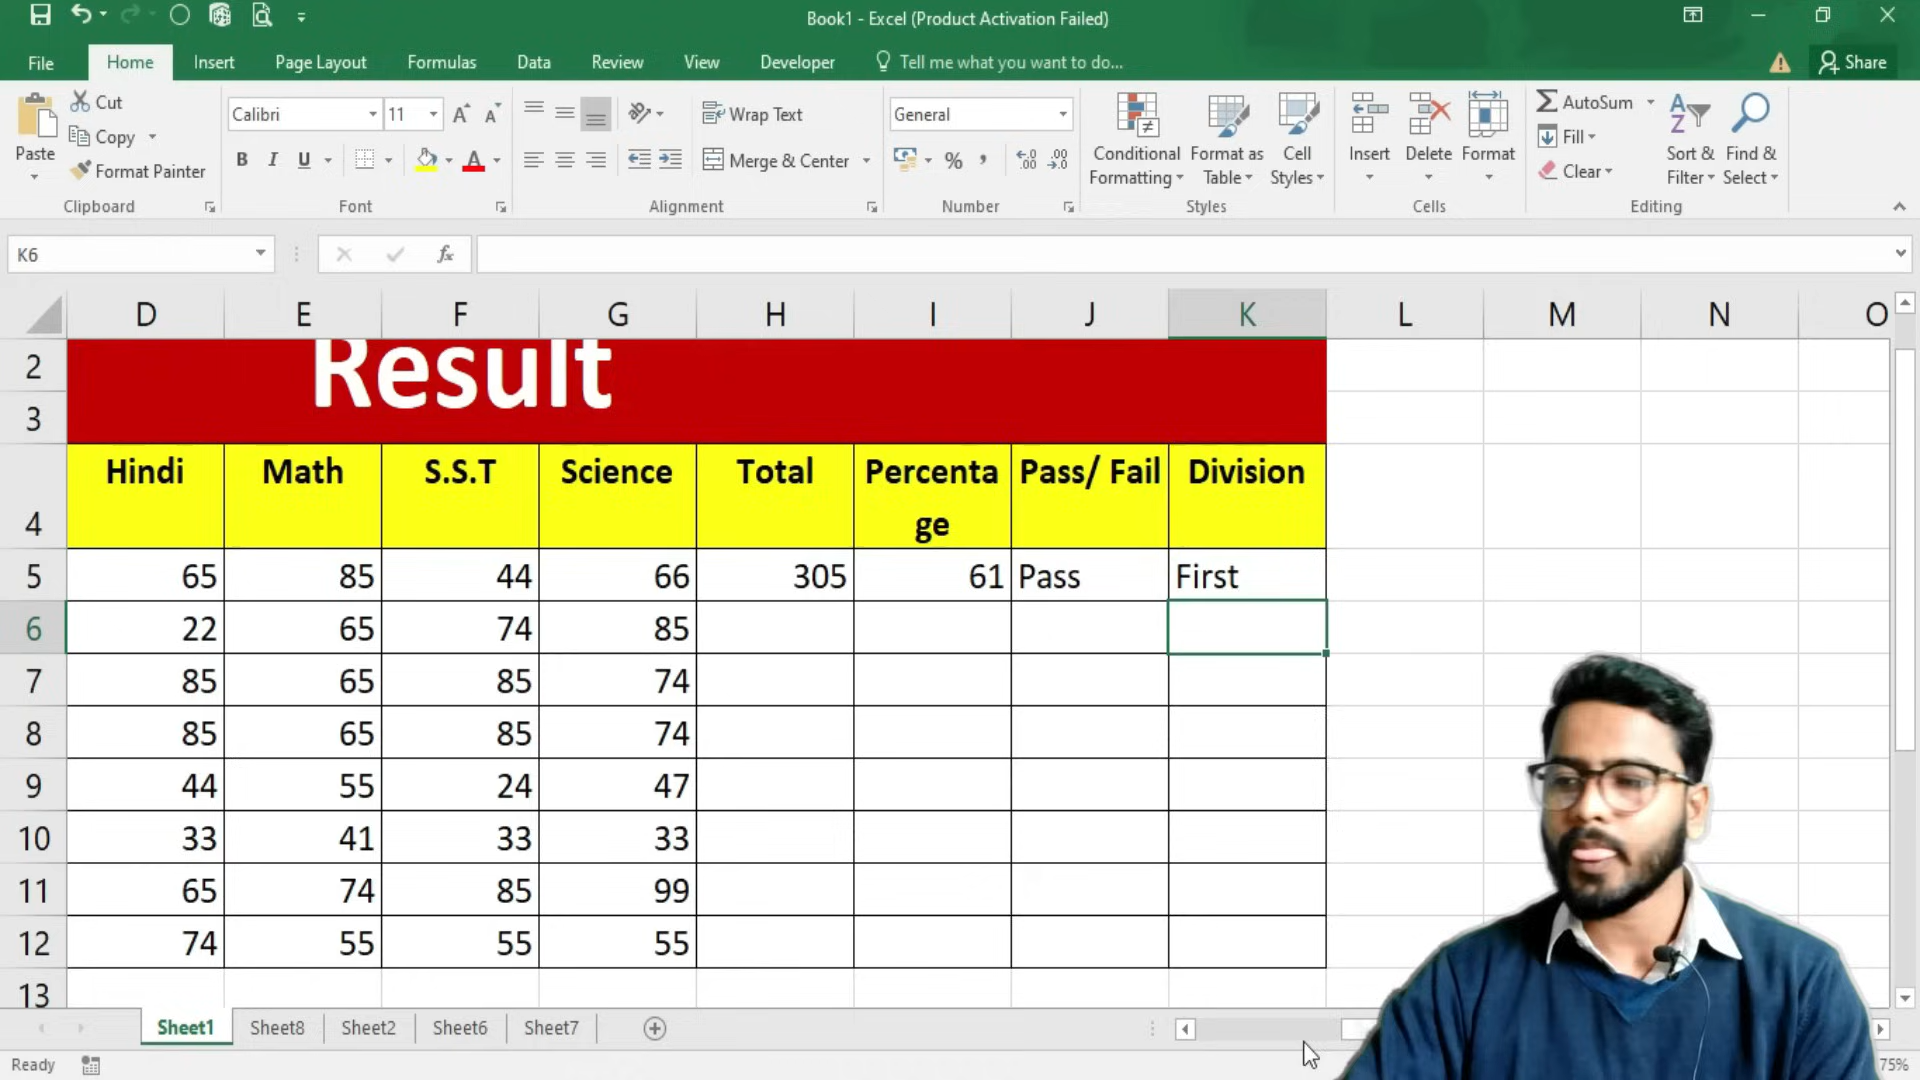 Book1 - Excel (Product Activation Failed)
File Home Insert Page Layout Formulas Data Review View Developer Tell me what you want to do... Share
Paste Cut Copy Format Painter
Clipboard
Calibri 11
B I U A
Font
Wrap Text
Merge & Center
Alignment
General
%
Number
Conditional Formatting Format as Table Cell Styles
Styles
Insert Delete Format
Cells
AutoSum
Fill
Clear
Sort & Filter
Find & Select
Editing
K6 fx
D E F G H I J K L M N O
2 Result
3
4 Hindi Math S.S.T Science Total Percenta
ge Pass/ Fail Division
5 65 85 44 66 305 61 Pass First
6 22 65 74 85
7 85 65 85 74
8 85 65 85 74
9 44 55 24 47
10 33 41 33 33
11 65 74 85 99
12 74 55 55 55
13
Sheet1 Sheet8 Sheet2 Sheet6 Sheet7
Ready 75%